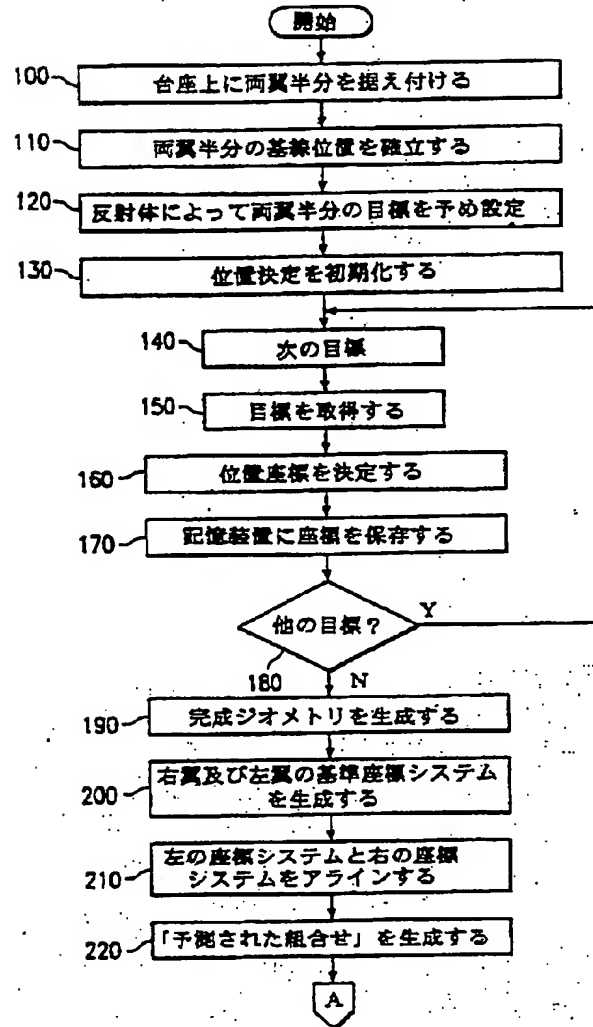 開始
100
台座上に両翼半分を据え付ける
110
両翼半分の基線位置を確立する
120
反射体によって両翼半分の目標を予め設定
130
位置決定を初期化する
140
次の目標
150
目標を取得する
160
位置座標を決定する
170
記憶装置に座標を保存する
他の目標？
Y
180
N
190
完成ジオメトリを生成する
200
右翼及び左翼の基準座標システム
を生成する
210
左の座標システムと右の座標
システムをアラインする
220
「予測された組合せ」を生成する
A